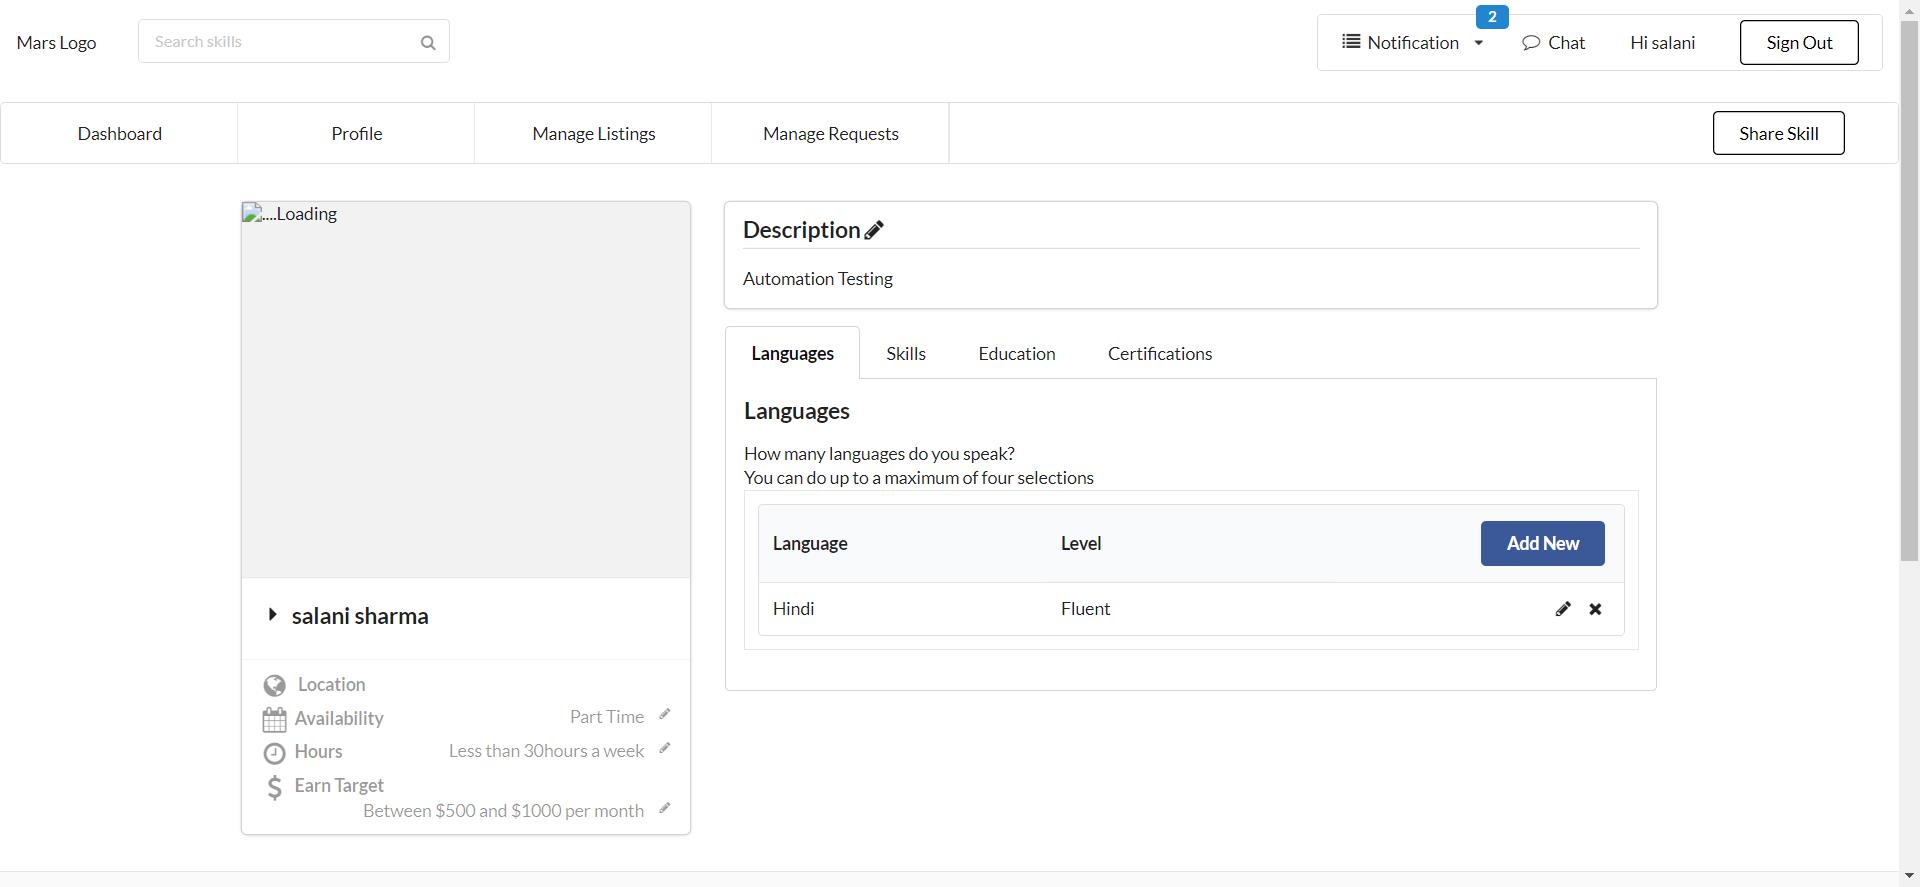 Mars Logo
Search skills
2
Notification
Chat
Hi salani
Sign Out
Dashboard
Profile
Manage Listings
Manage Requests
Share Skill
....Loading
salani sharma
Location
Availability
Part Time
Hours
Less than 30hours a week
Earn Target
Between $500 and $1000 per month
Description
Automation Testing
Languages
Skills
Education
Certifications
Languages
How many languages do you speak?
You can do up to a maximum of four selections
Language
Level
Add New
Hindi
Fluent